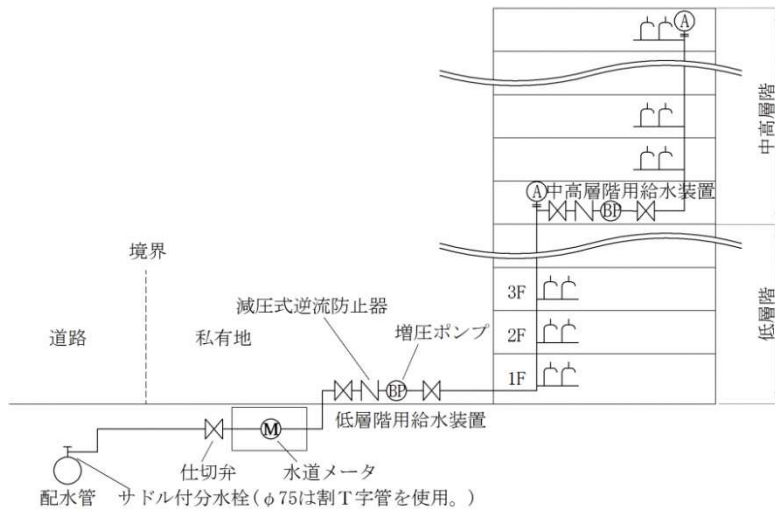 A
中高層階
A
中高層階用給水装置
BP
境界
減圧式逆流防止器
3F
道路
私有地
増圧ポンプ
2F
低層階
BP
1F
低層階用給水装置
M
仕切弁
水道メータ
配水管 サドル付分水栓(φ75は割T字管を使用。)